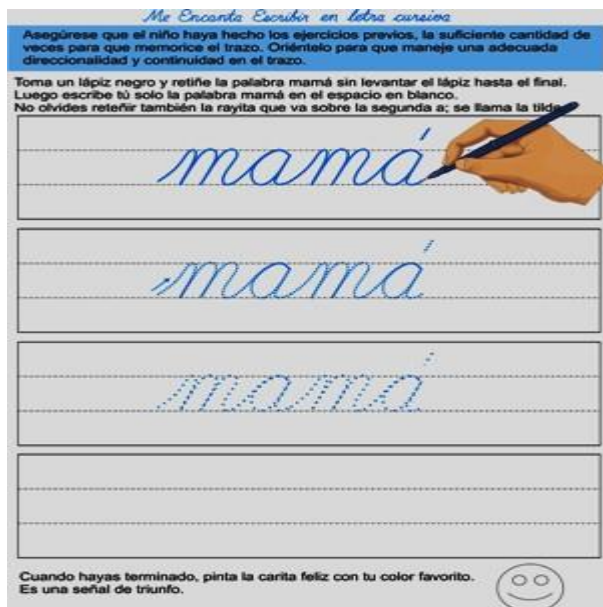 Me Encanta Escribir en letra cursiva
Asegúrese que el niño haya hecho los ejercicios previos, la suficiente cantidad de
veces para que memorice el trazo. Oriéntelo para que maneje una adecuada
direccionalidad y continuidad en el trazo.
Toma un lápiz negro y retiñe la palabra mamá sin levantar el lápiz hasta el final.
Luego escribe tú solo la palabra mamá en el espacio en blanco.
No olvides reteñir también la rayita que va sobre la segunda a; se llama la tilde
mamá
mamá
mamá
Cuando hayas terminado, pinta la carita feliz con tu color favorito.
Es una señal de triunfo.